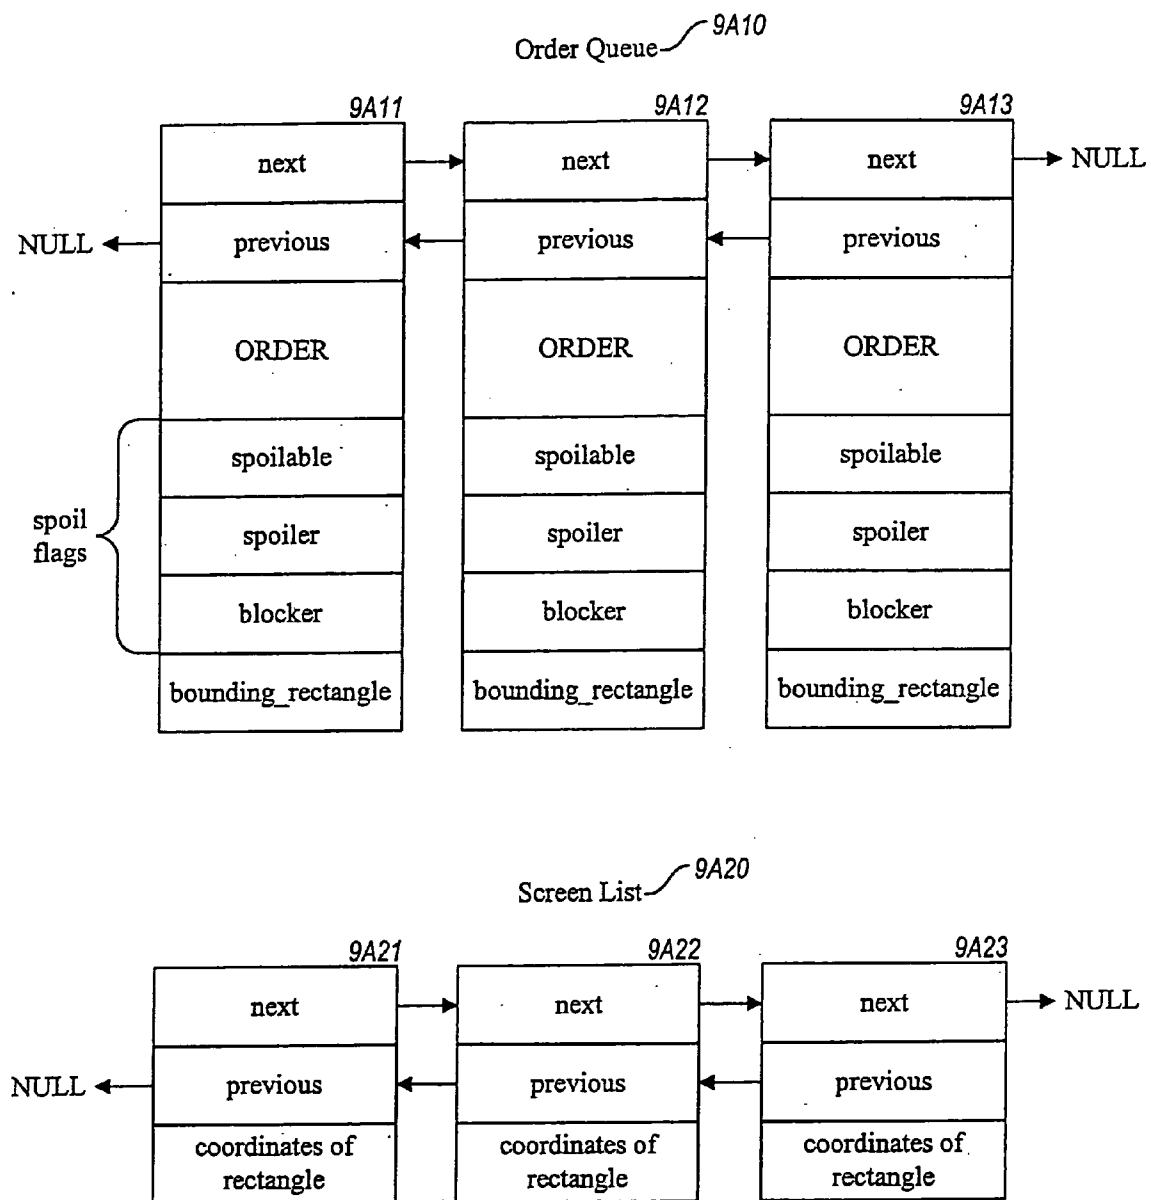 Order Queue 9A10
9A11 9A12 9A13
next next next NULL
NULL previous previous previous
ORDER ORDER ORDER
spoilable spoilable spoilable
spoil
flags
spoiler spoiler spoiler
blocker blocker blocker
bounding_rectangle bounding_rectangle bounding_rectangle
Screen List 9A20
9A21 9A22 9A23
next next next NULL
NULL previous previous previous
coordinates of coordinates of coordinates of
rectangle rectangle rectangle